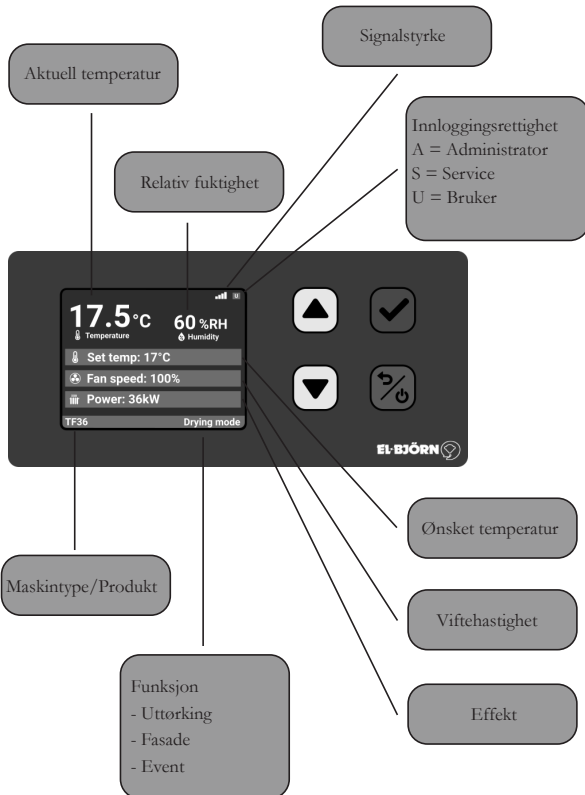 Signalstyrke
Aktuell temperatur
Innloggingsrettighet
A = Administrator
S = Service
U = Bruker
Relativ fuktighet
U
17.5°C
Temperature
60 %RH
Humidity
Set temp: 17°C
Fan speed: 100%
Power: 36kW
TF36
Drying mode
EL·BJÖRN
Ønsket temperatur
Maskintype/Produkt
Viftehastighet
Funksjon
- Uttørking
- Fasade
- Event
Effekt